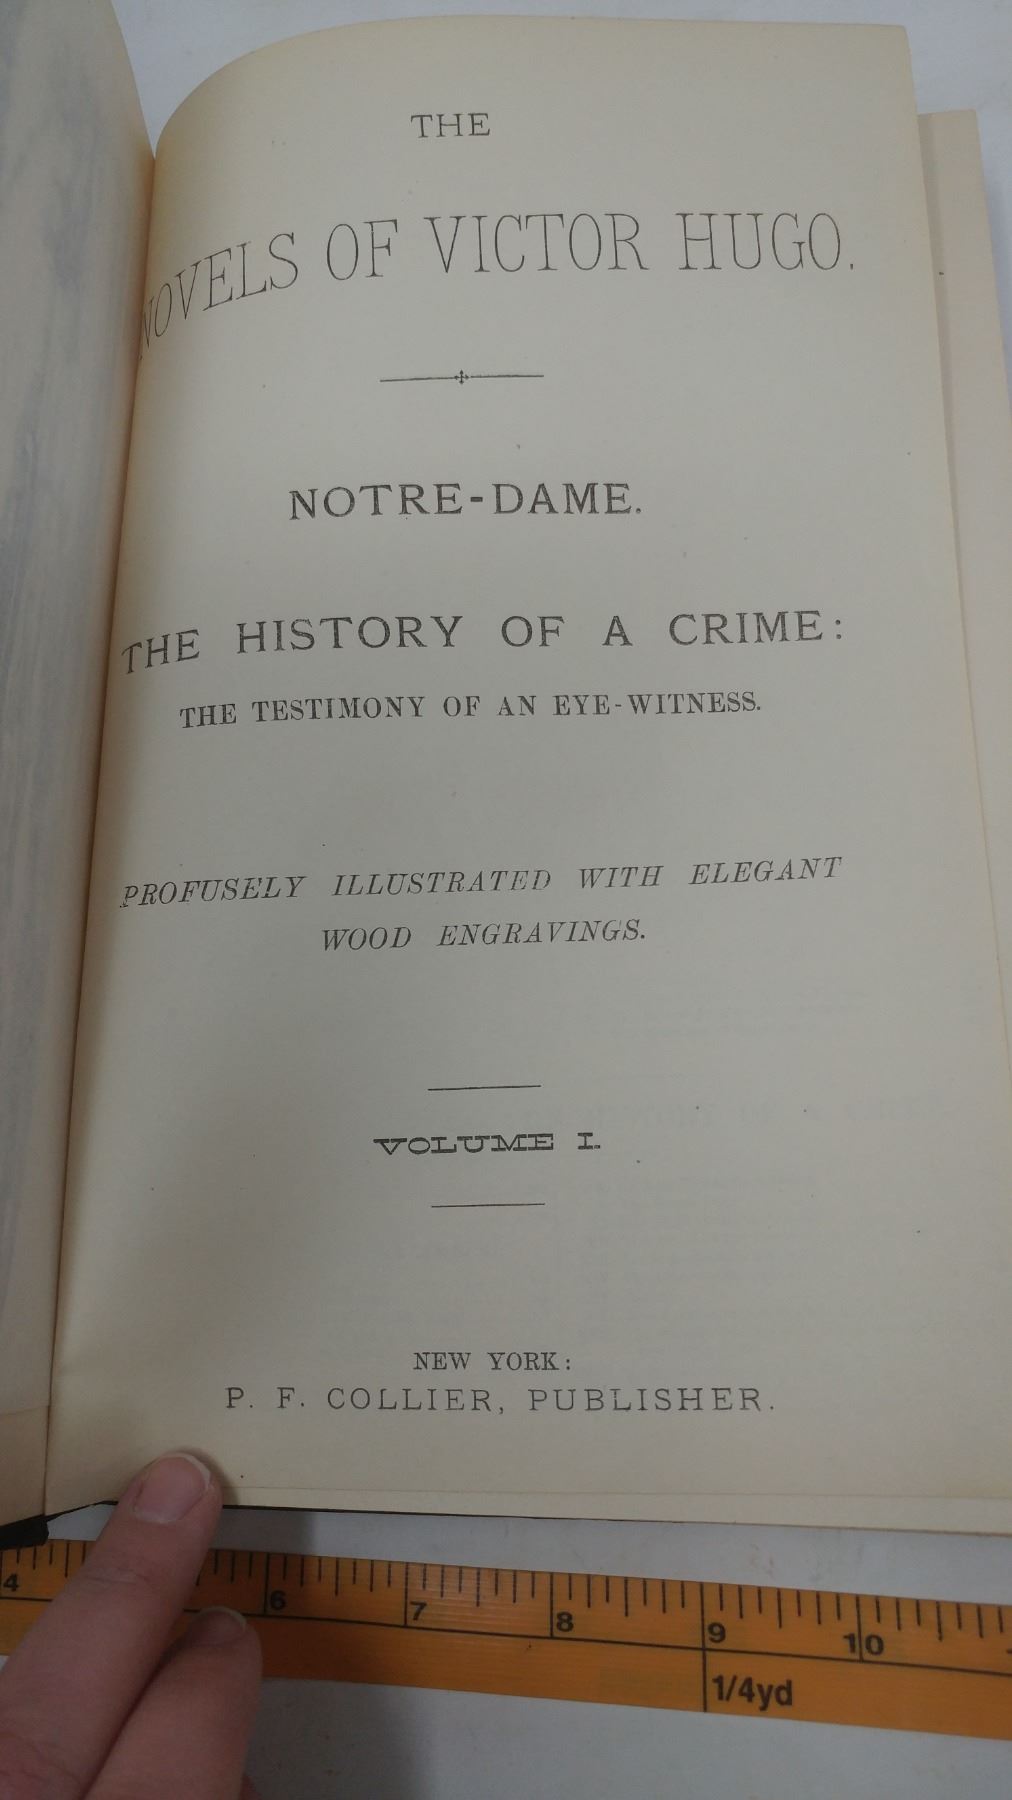 THE
NOVELS OF VICTOR HUGO.
NOTRE-DAME.
THE HISTORY OF A CRIME:
THE TESTIMONY OF AN EYE-WITNESS.
PROFUSELY ILLUSTRATED WITH ELEGANT
WOOD ENGRAVINGS.
VOLUME I.
NEW YORK:
P. F. COLLIER, PUBLISHER.
4 6 7 8 9 10
1/4yd